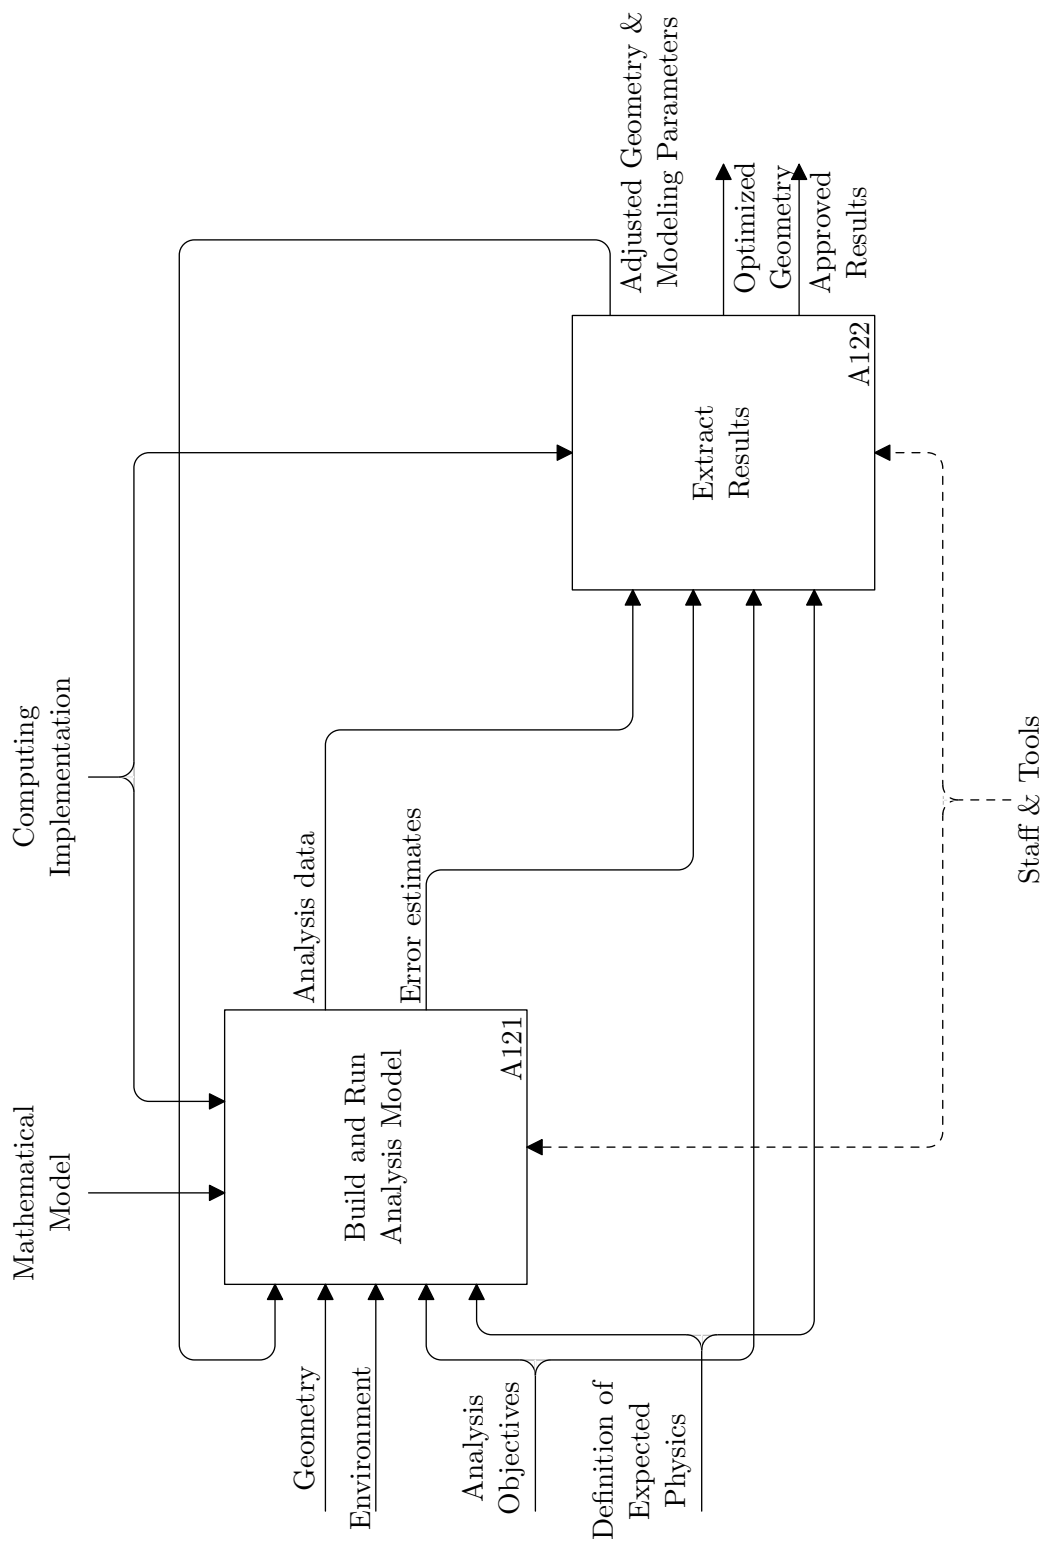 Mathematical
Model
Computing
Implementation
Adjusted Geometry &
Modeling Parameters
Geometry
Environment
Analysis
Objectives
Definition of
Expected
Physics
Build and Run
Analysis Model
A121
Analysis data
Error estimates
Extract
Results
A122
Optimized
Geometry
Approved
Results
Staff & Tools